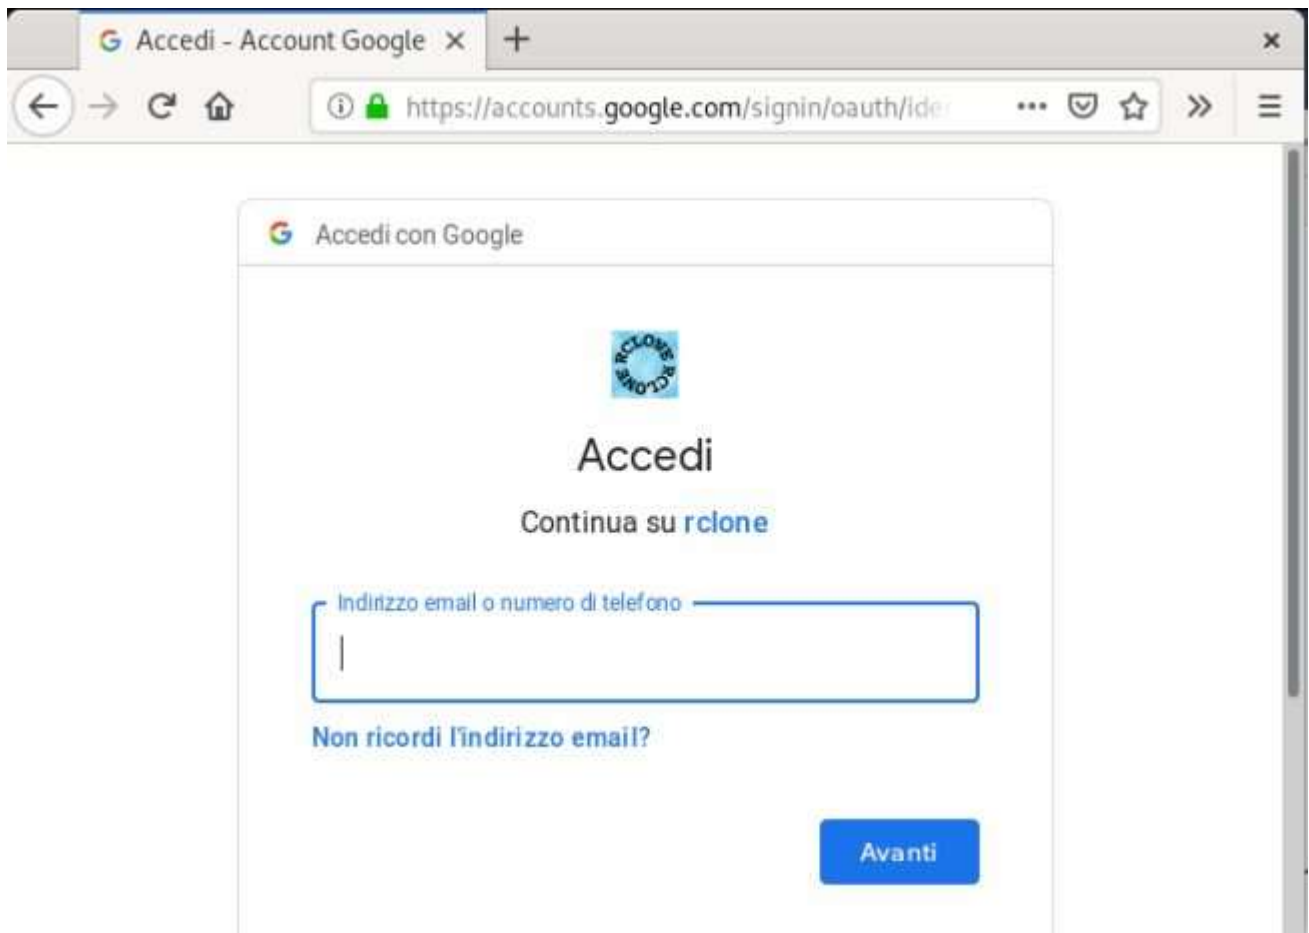 Accedi - Account Google
https://accounts.google.com/signin/oauth/ide
Accedi con Google
RCLONE RCLONE
Accedi
Continua su rclone
Indirizzo email o numero di telefono
Non ricordi l'indirizzo email?
Avanti